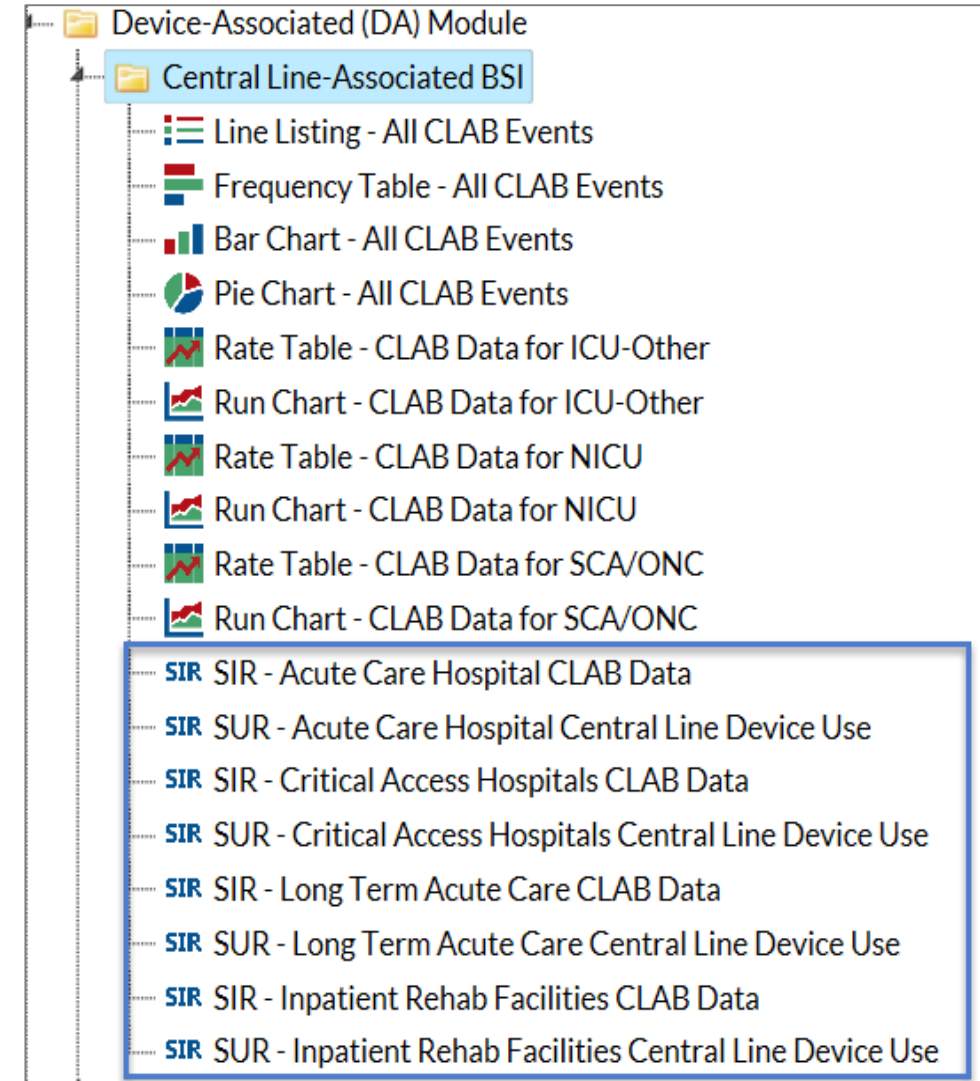 Device-Associated (DA) Module
Central Line-Associated BSI
Line Listing - All CLAB Events
Frequency Table - All CLAB Events
Bar Chart - All CLAB Events
Pie Chart - All CLAB Events
Rate Table - CLAB Data for ICU-Other
Run Chart - CLAB Data for ICU-Other
Rate Table - CLAB Data for NICU
Run Chart - CLAB Data for NICU
Rate Table - CLAB Data for SCA/ONC
Run Chart - CLAB Data for SCA/ONC
SIR SIR - Acute Care Hospital CLAB Data
SIR SUR - Acute Care Hospital Central Line Device Use
SIR SIR - Critical Access Hospitals CLAB Data
SIR SUR - Critical Access Hospitals Central Line Device Use
SIR SIR - Long Term Acute Care CLAB Data
SIR SUR - Long Term Acute Care Central Line Device Use
SIR SIR - Inpatient Rehab Facilities CLAB Data
SIR SUR - Inpatient Rehab Facilities Central Line Device Use